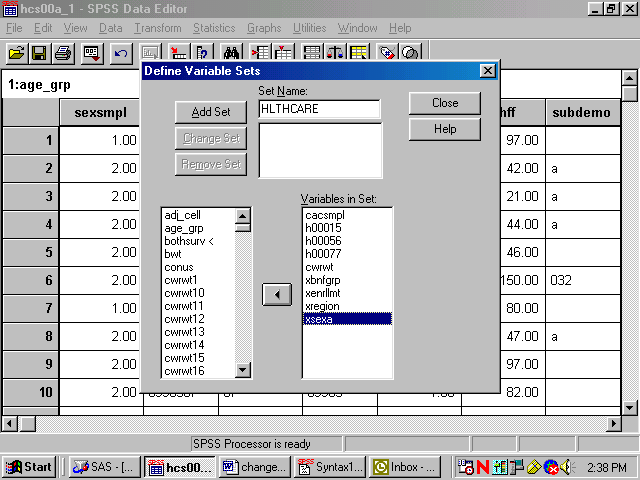 hcs00a_1 - SPSS Data Editor
File Edit View Data Transform Statistics Graphs Utilities Window Help
Define Variable Sets
1:age_grp
Set Name:
Add Set
HLTHCARE
Close
Change Set
Help
Remove Set
sexsmpl
hff
subdemo
1 1.00 97.00
2 2.00 42.00 a
3 2.00 21.00 a
4 2.00 44.00 a
5 2.00 46.00
6 2.00 150.00 032
7 1.00 80.00
8 2.00 47.00 a
9 2.00 97.00
10 2.00 82.00
Variables in Set:
adj_cell
age_grp
bothsurv <
bwt
conus
cwrwt1
cwrwt10
cwrwt11
cwrwt12
cwrwt13
cwrwt14
cwrwt15
cwrwt16
cacsmpl
h00015
h00056
h00077
cwrwt
xbnfgrp
xenrllmt
xregion
xsexa
SPSS Processor is ready
Start
SAS - [...
hcs00...
change...
Syntax1...
Inbox - ...
2:38 PM